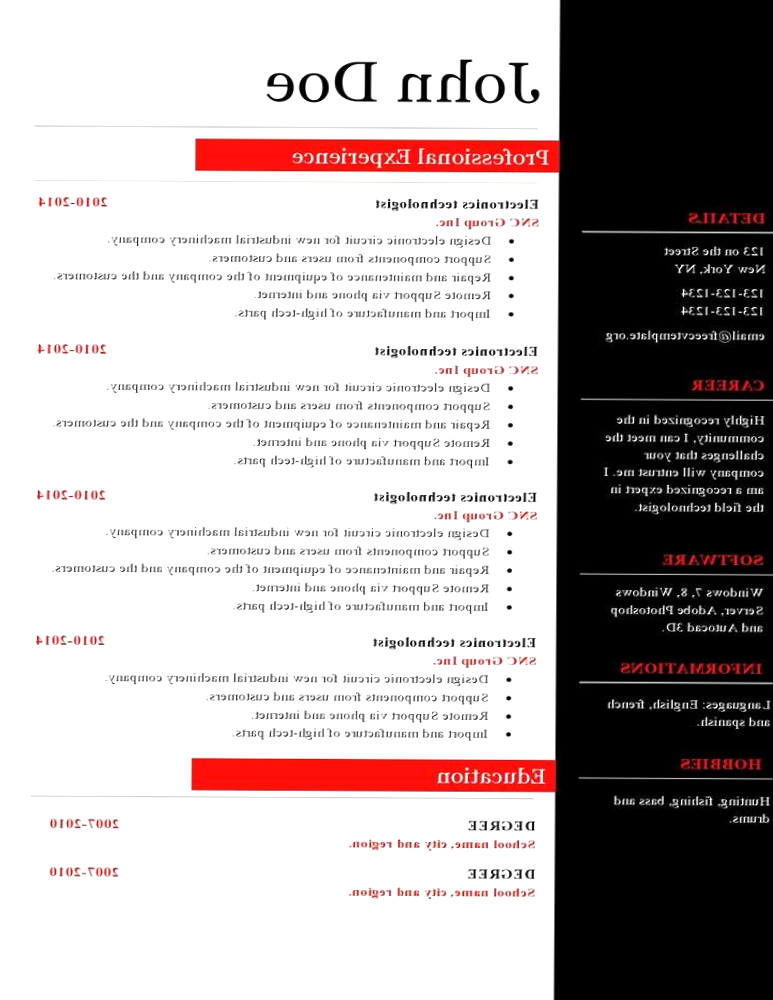 John Doe
Professional Experience
Electronics technologist 2010-2014
SNC Group Inc.
• Design electronic circuit for new industrial machinery company.
• Support components from users and customers.
• Repair and maintenance of equipment of the company and the customers.
• Remote Support via phone and internet.
• Import and manufacture of high-tech parts.
Electronics technologist 2010-2014
SNC Group Inc.
• Design electronic circuit for new industrial machinery company.
• Support components from users and customers.
• Repair and maintenance of equipment of the company and the customers.
• Remote Support via phone and internet.
• Import and manufacture of high-tech parts.
Electronics technologist 2010-2014
SNC Group Inc.
• Design electronic circuit for new industrial machinery company.
• Support components from users and customers.
• Repair and maintenance of equipment of the company and the customers.
• Remote Support via phone and internet.
• Import and manufacture of high-tech parts.
Electronics technologist 2010-2014
SNC Group Inc.
• Design electronic circuit for new industrial machinery company.
• Support components from users and customers.
• Remote Support via phone and internet.
• Import and manufacture of high-tech parts.
Education
DEGREE 2007-2010
School name, city and region.
DEGREE 2007-2010
School name, city and region.
DETAILS
123 on the Street
New York, NY
123-123-1234
123-123-1234
email@freecvtemplate.org
CAREER
Highly recognized in the
community, I can meet the
challenges that your
company will entrust me. I
am a recognized expert in
the field technologist.
SOFTWARE
Windows 7, 8, Windows
Server, Adobe Photoshop
and Autocad 3D.
INFORMATIONS
Languages: English, french
and spanish.
HOBBIES
Hunting, fishing, bass and
drums.